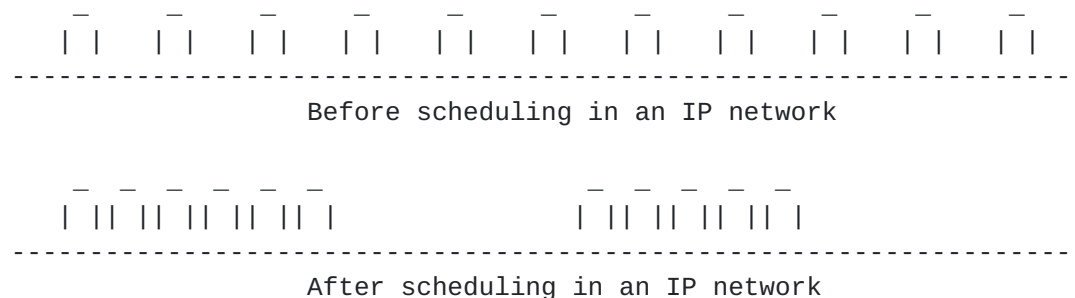 Before scheduling in an IP network
After scheduling in an IP network